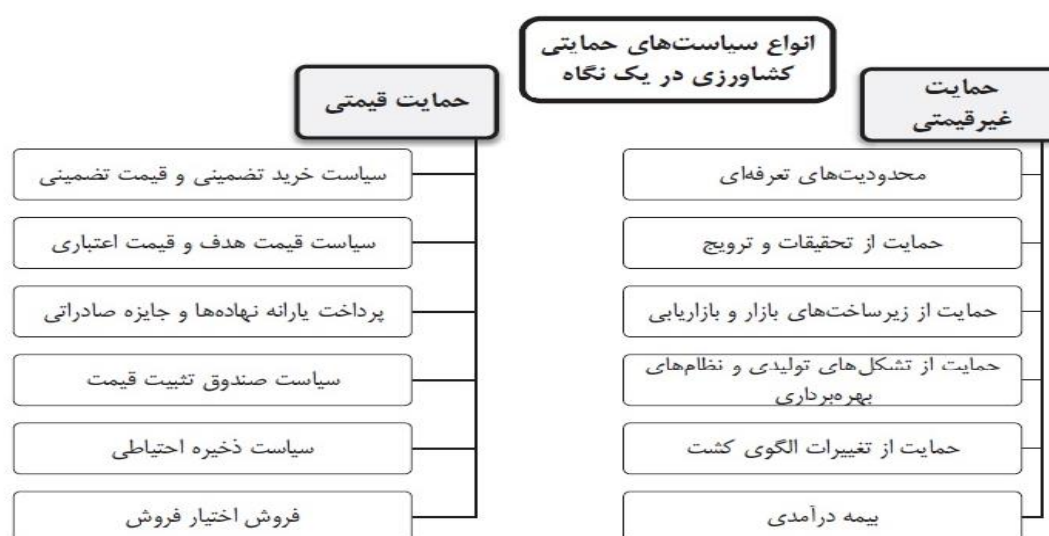 انواع سیاست‌های حمایتی
کشاورزی در یک نگاه
حمایت
غیرقیمتی
محدودیت‌های تعرفه‌ای
حمایت از تحقیقات و ترویج
حمایت از زیرساخت‌های بازار و بازاریابی
حمایت از تشکل‌های تولیدی و نظام‌های
بهره‌برداری
حمایت از تغییرات الگوی کشت
بیمه درآمدی
حمایت قیمتی
سیاست خرید تضمینی و قیمت تضمینی
سیاست قیمت هدف و قیمت اعتباری
پرداخت یارانه نهاده‌ها و جایزه صادراتی
سیاست صندوق تثبیت قیمت
سیاست ذخیره احتیاطی
فروش اختیار فروش